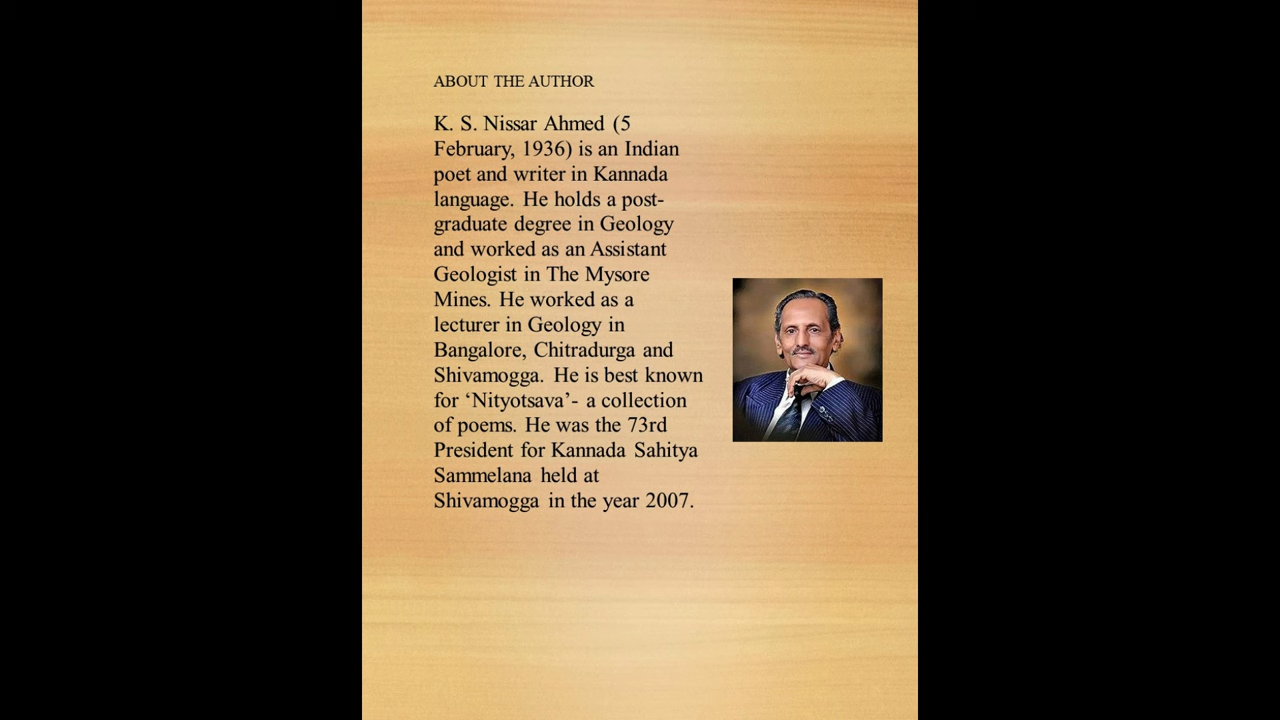 ABOUT THE AUTHOR
K. S. Nissar Ahmed (5
February, 1936) is an Indian
poet and writer in Kannada
language. He holds a post-
graduate degree in Geology
and worked as an Assistant
Geologist in The Mysore
Mines. He worked as a
lecturer in Geology in
Bangalore, Chitradurga and
Shivamogga. He is best known
for ‘Nityotsava’- a collection
of poems. He was the 73rd
President for Kannada Sahitya
Sammelana held at
Shivamogga in the year 2007.